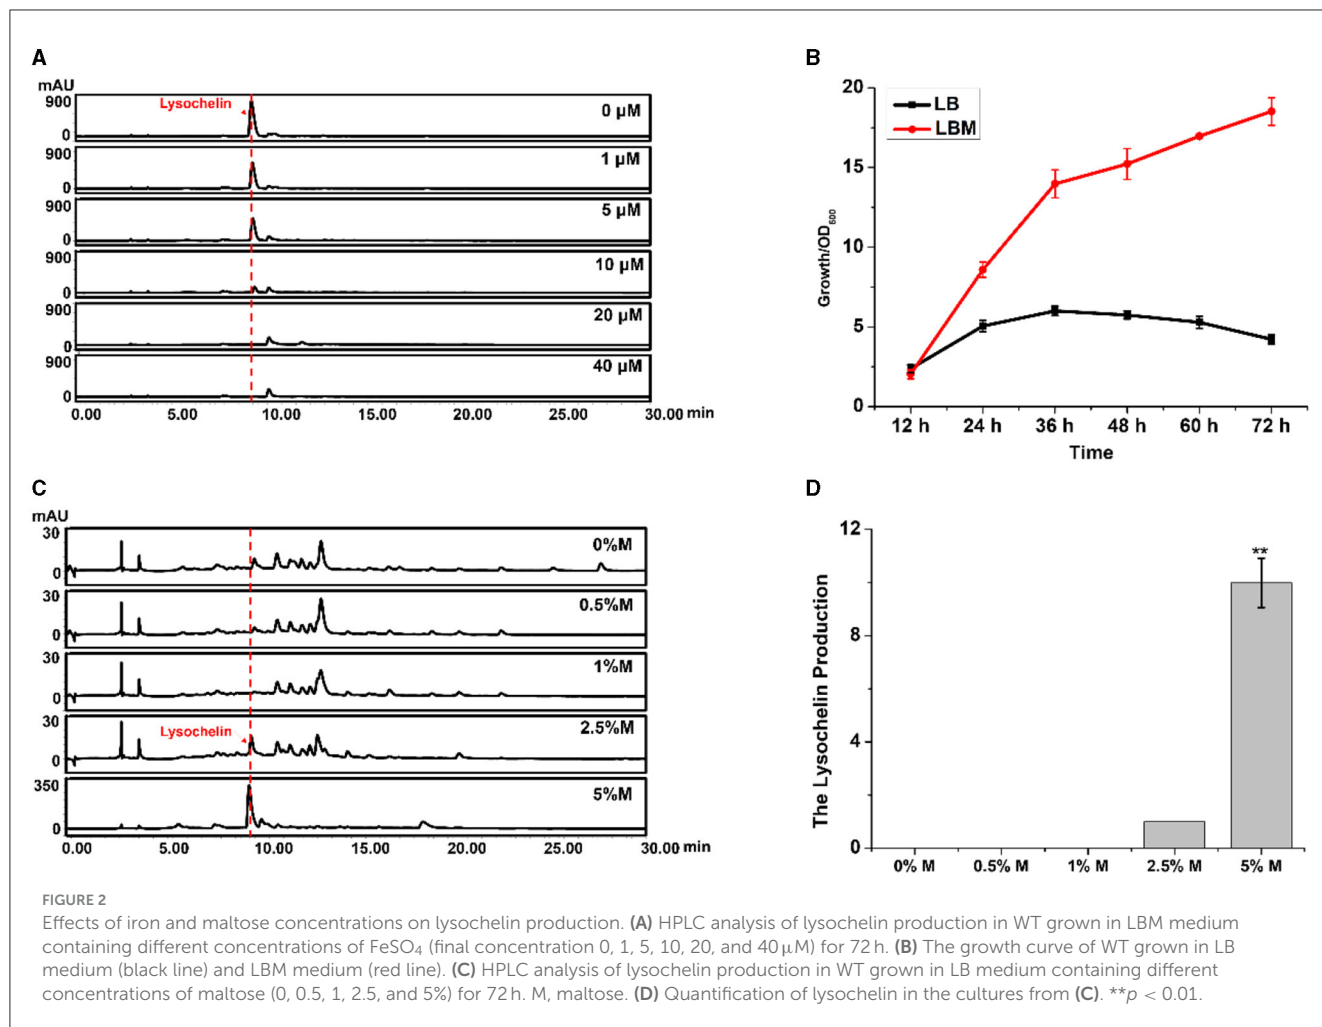 A
mAU
900
Lysochelin
0 μM
0
900
1 μM
0
900
5 μM
0
900
10 μM
0
900
20 μM
0
900
40 μM
0
0.00 5.00 10.00 15.00 20.00 25.00 30.00 min
B
20
15
10
5
0
Growth/OD600
LB
LBM
12 h 24 h 36 h 48 h 60 h 72 h
Time
C
mAU
30
0%M
0
30
0.5%M
0
30
1%M
0
30
Lysochelin
2.5%M
0
350
5%M
0
0.00 5.00 10.00 15.00 20.00 25.00 30.00 min
D
12
8
4
0
The Lysochelin Production
**
0% M 0.5% M 1% M 2.5% M 5% M
FIGURE 2
Effects of iron and maltose concentrations on lysochelin production. (A) HPLC analysis of lysochelin production in WT grown in LBM medium
containing different concentrations of FeSO4 (final concentration 0, 1, 5, 10, 20, and 40 μM) for 72 h. (B) The growth curve of WT grown in LB
medium (black line) and LBM medium (red line). (C) HPLC analysis of lysochelin production in WT grown in LB medium containing different
concentrations of maltose (0, 0.5, 1, 2.5, and 5%) for 72 h. M, maltose. (D) Quantification of lysochelin in the cultures from (C). **p < 0.01.